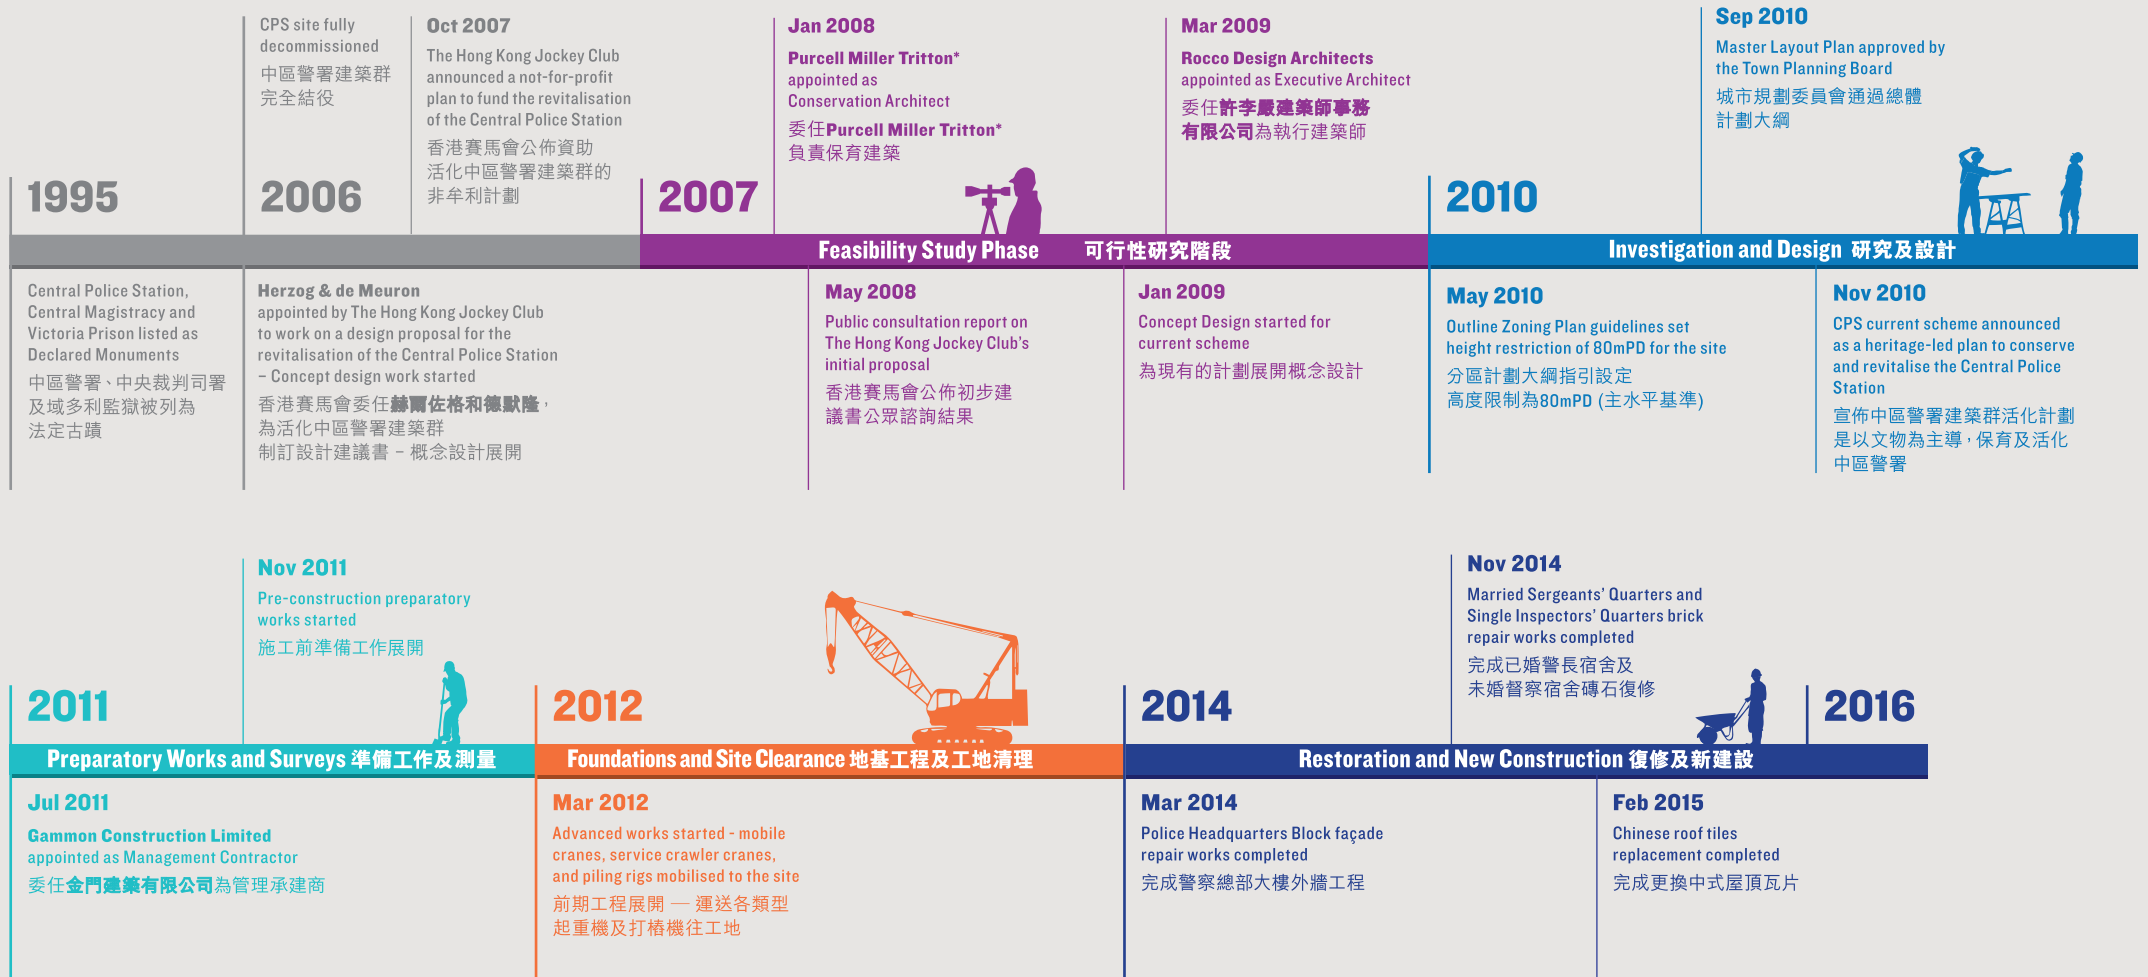 1995
Central Police Station,
Central Magistracy and
Victoria Prison listed as
Declared Monuments
中區警署、中央裁判司署
及域多利監獄被列為
法定古蹟
CPS site fully
decommissioned
中區警署建築群
完全結役
2006
Herzog & de Meuron
appointed by The Hong Kong Jockey Club
to work on a design proposal for the
revitalisation of the Central Police Station
– Concept design work started
香港賽馬會委任赫爾佐格和德默隆，
為活化中區警署建築群
制訂設計建議書 – 概念設計展開
Oct 2007
The Hong Kong Jockey Club
announced a not-for-profit
plan to fund the revitalisation
of the Central Police Station
香港賽馬會公佈資助
活化中區警署建築群的
非牟利計劃
2007
Feasibility Study Phase 可行性研究階段
Jan 2008
Purcell Miller Tritton*
appointed as
Conservation Architect
委任Purcell Miller Tritton*
負責保育建築
May 2008
Public consultation report on
The Hong Kong Jockey Club’s
initial proposal
香港賽馬會公佈初步建
議書公眾諮詢結果
Jan 2009
Concept Design started for
current scheme
為現有的計劃展開概念設計
Mar 2009
Rocco Design Architects
appointed as Executive Architect
委任許李嚴建築師事務
有限公司為執行建築師
2010
Investigation and Design 研究及設計
May 2010
Outline Zoning Plan guidelines set
height restriction of 80mPD for the site
分區計劃大綱指引設定
高度限制為80mPD (主水平基準)
Sep 2010
Master Layout Plan approved by
the Town Planning Board
城市規劃委員會通過總體
計劃大綱
Nov 2010
CPS current scheme announced
as a heritage-led plan to conserve
and revitalise the Central Police
Station
宣佈中區警署建築群活化計劃
是以文物為主導，保育及活化
中區警署
2011
Preparatory Works and Surveys 準備工作及測量
Jul 2011
Gammon Construction Limited
appointed as Management Contractor
委任金門建築有限公司為管理承建商
Nov 2011
Pre-construction preparatory
works started
施工前準備工作展開
2012
Foundations and Site Clearance 地基工程及工地清理
Mar 2012
Advanced works started - mobile
cranes, service crawler cranes,
and piling rigs mobilised to the site
前期工程展開 — 運送各類型
起重機及打樁機往工地
2014
Restoration and New Construction 復修及新建設
Mar 2014
Police Headquarters Block façade
repair works completed
完成警察總部大樓外牆工程
Nov 2014
Married Sergeants’ Quarters and
Single Inspectors’ Quarters brick
repair works completed
完成已婚警長宿舍及
未婚督察宿舍磚石復修
Feb 2015
Chinese roof tiles
replacement completed
完成更換中式屋頂瓦片
2016